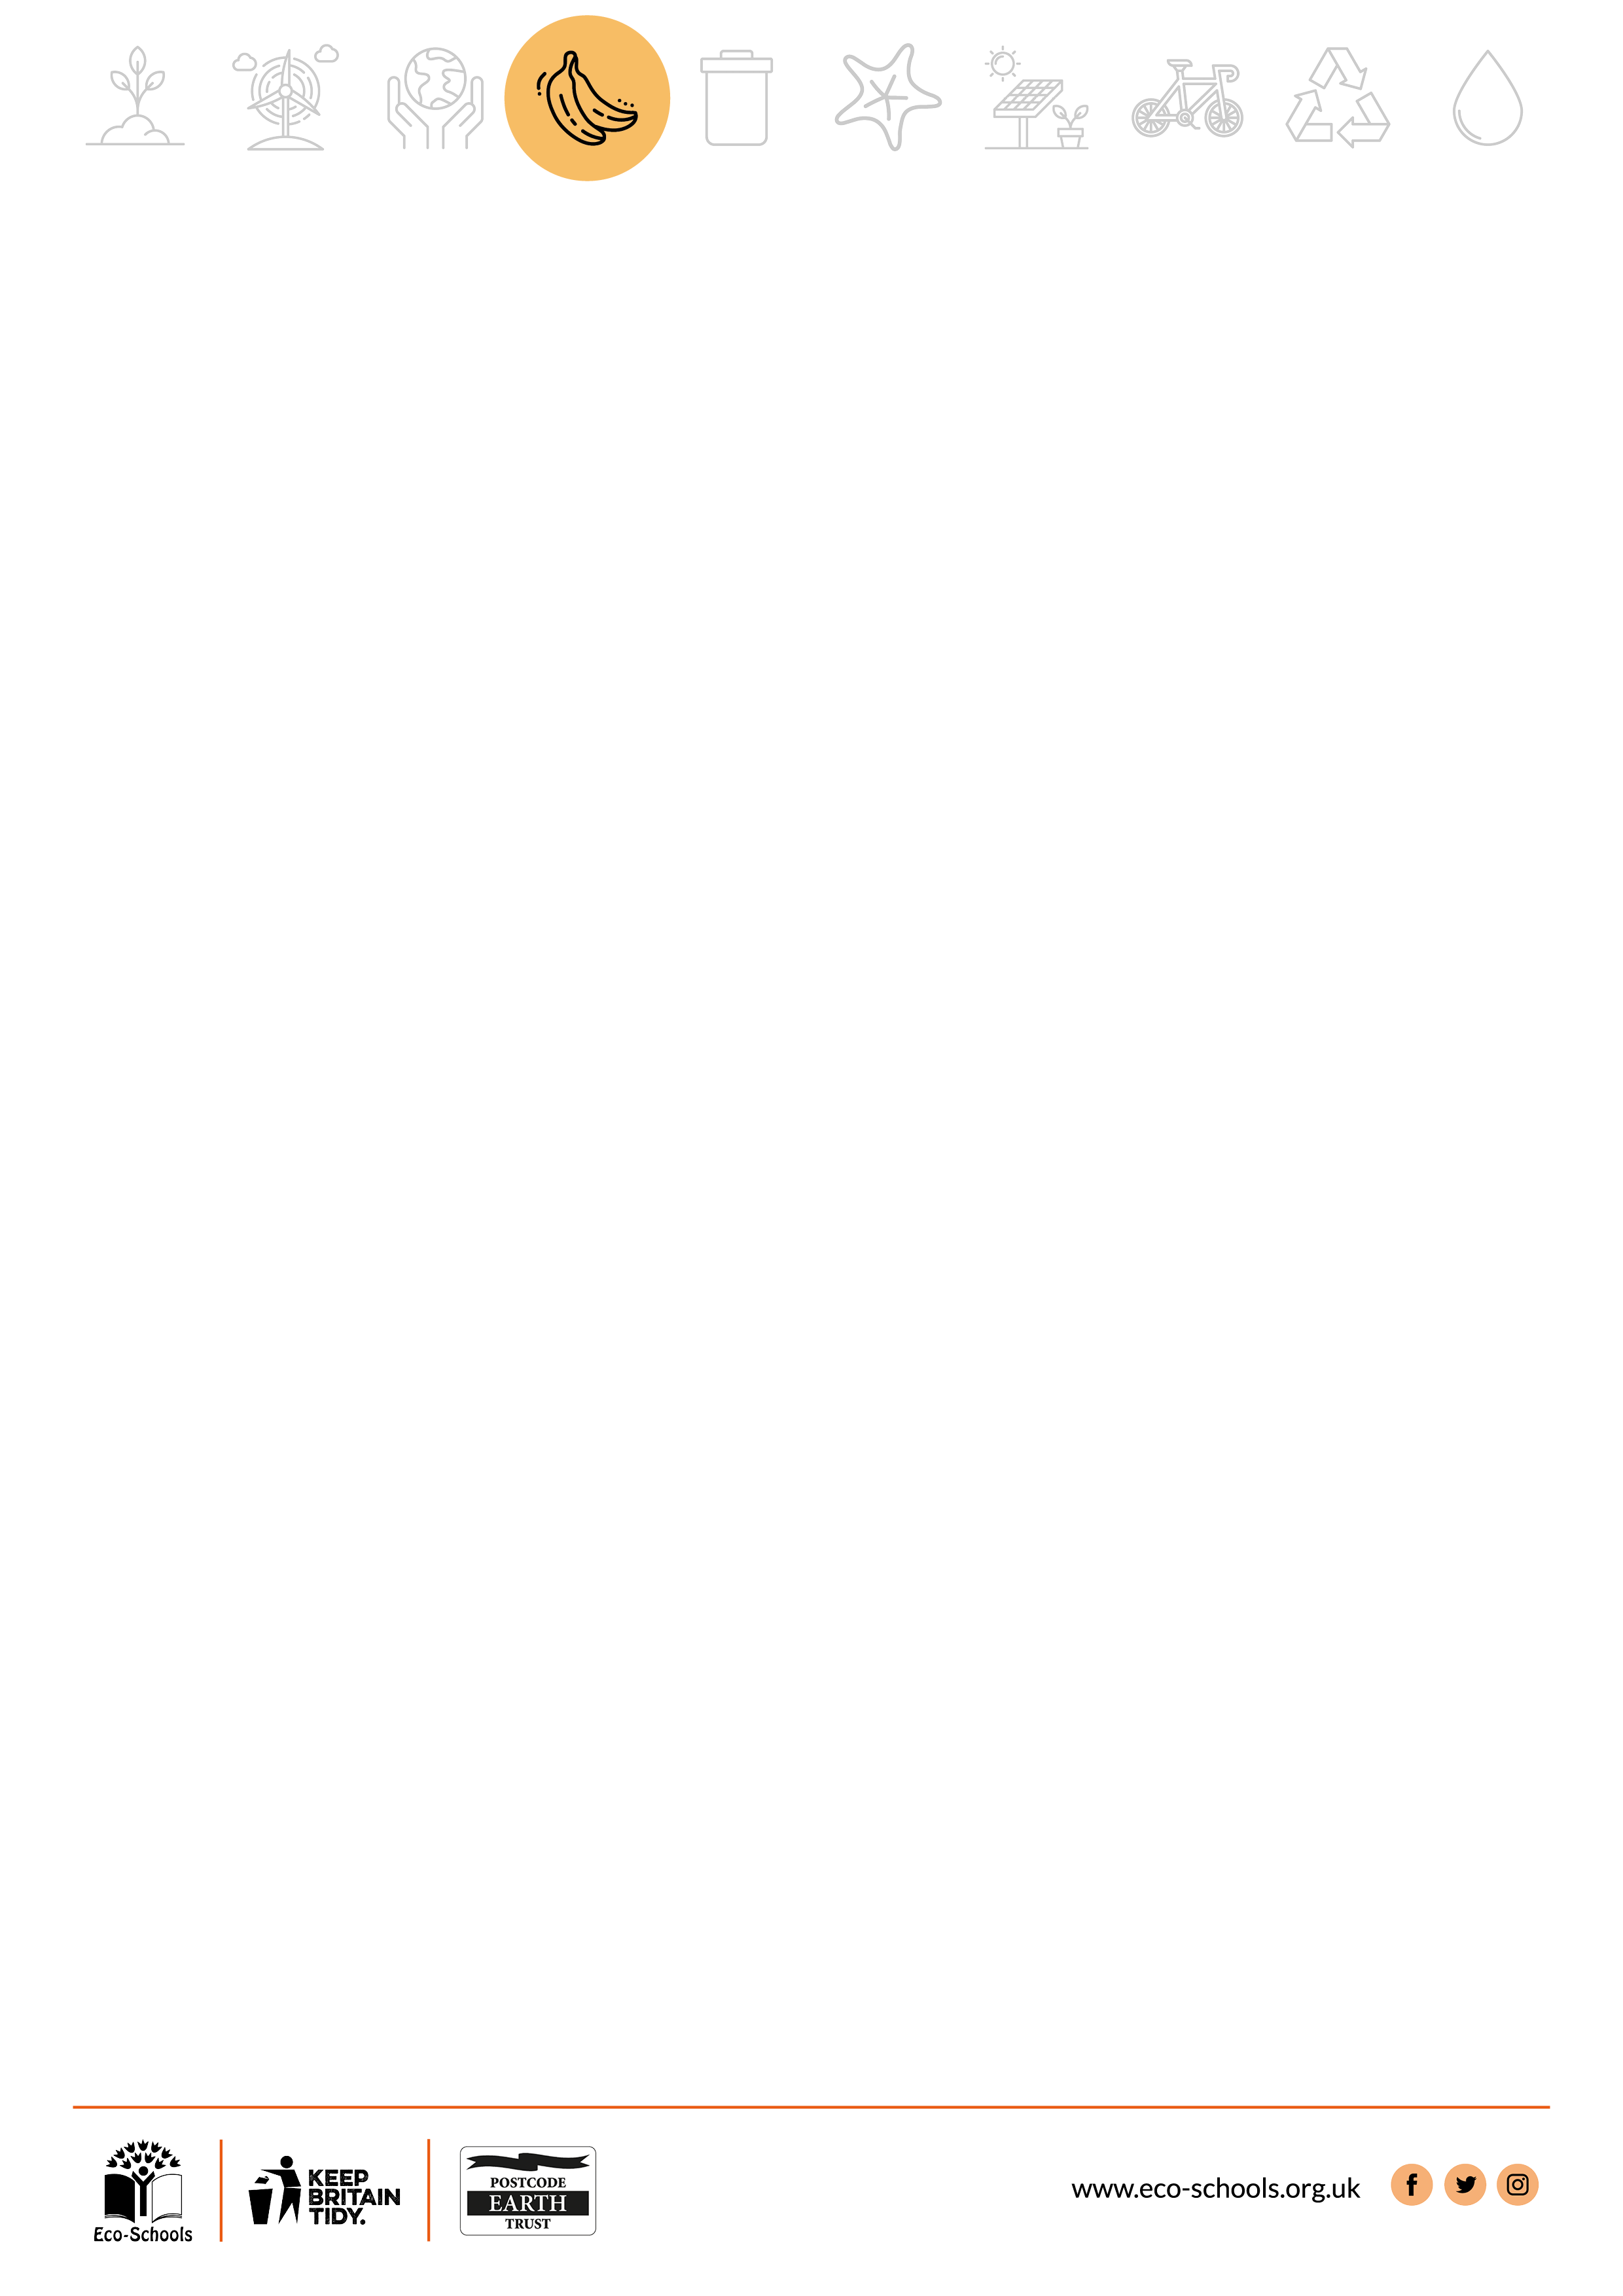 Eco-Schools
KEEP
BRITAIN
TIDY.
POSTCODE
EARTH
TRUST
www.eco-schools.org.uk